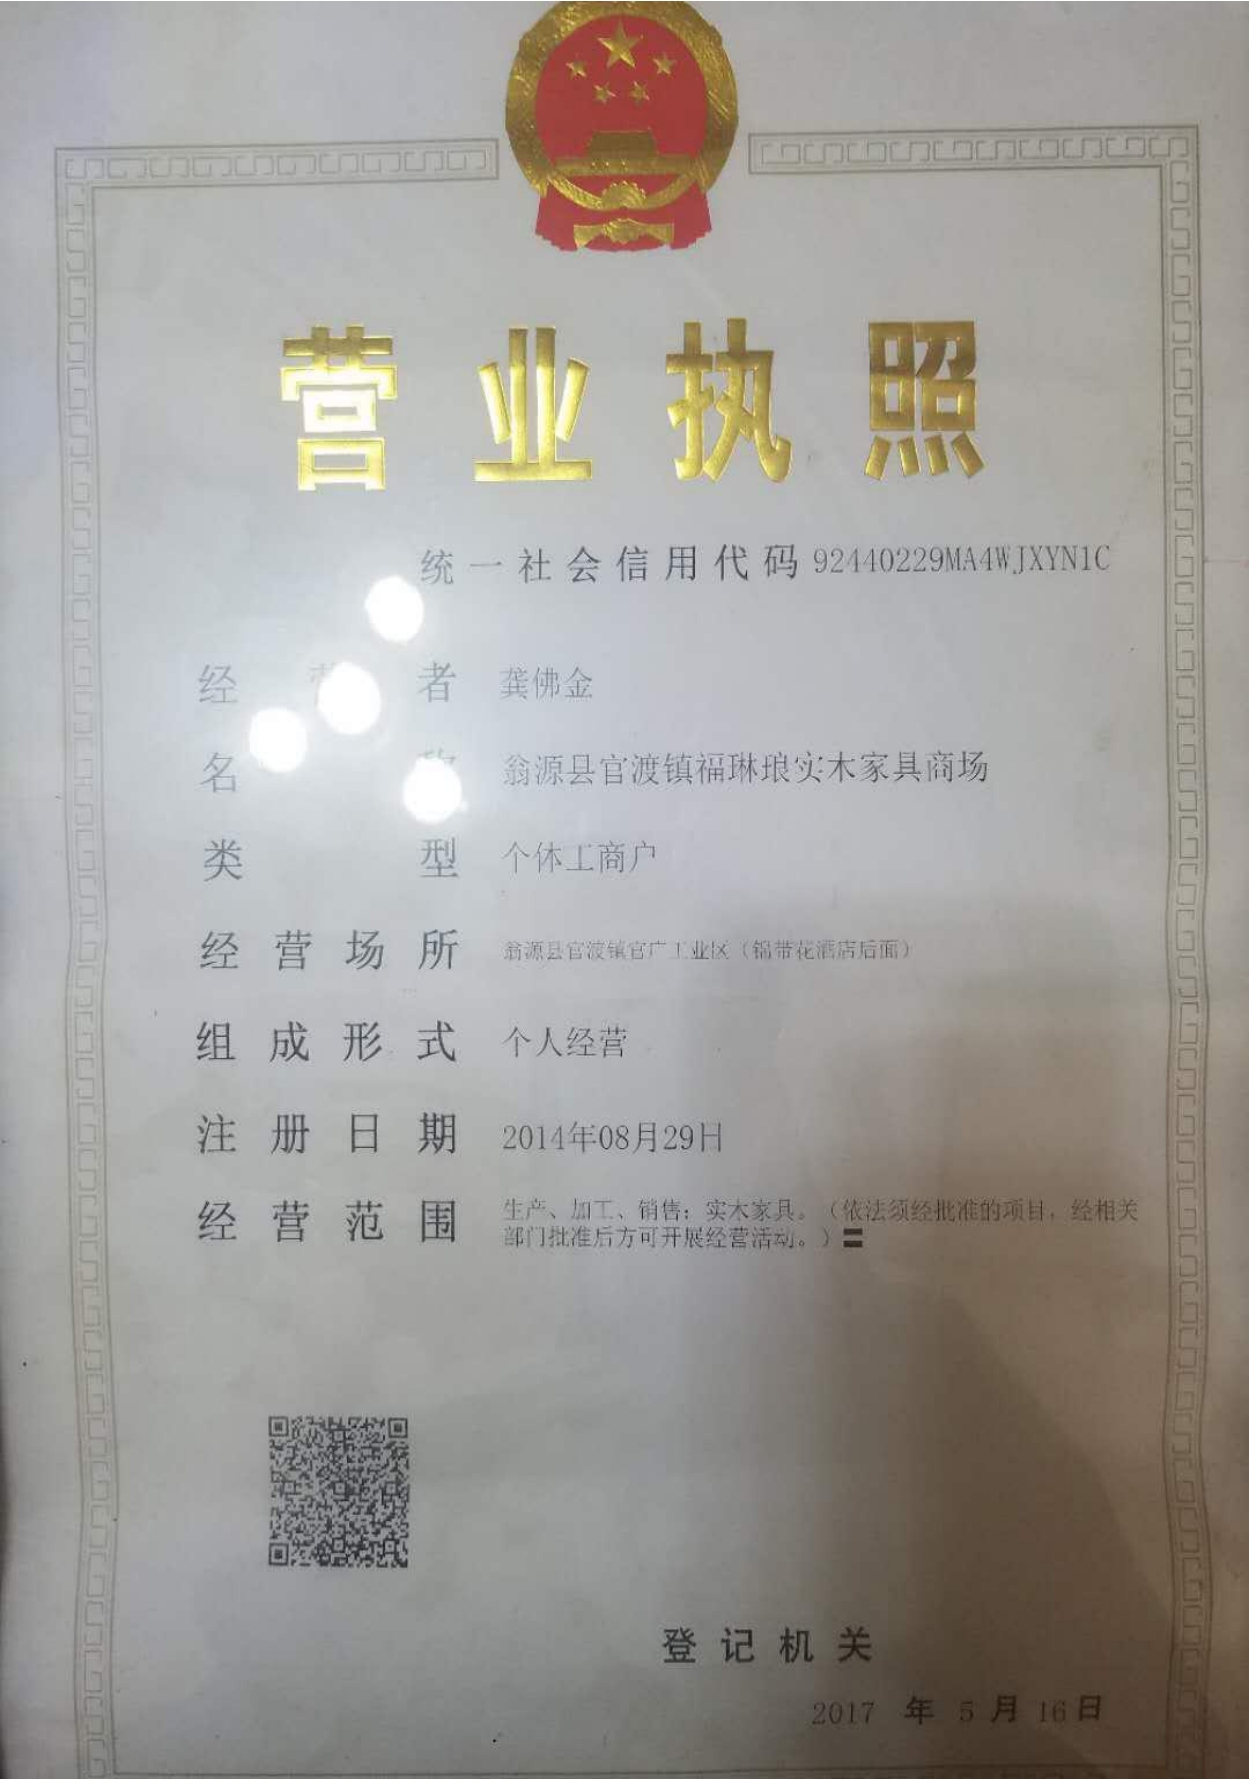 营业执照
统一社会信用代码 92440229MA4WJXYN1C
经营者 龚佛金
名称 翁源县官渡镇福琳琅实木家具商场
类型 个体工商户
经营场所 翁源县官渡镇官广工业区（锦带花酒店后面）
组成形式 个人经营
注册日期 2014年08月29日
经营范围 生产、加工、销售：实木家具。（依法须经批准的项目，经相关
部门批准后方可开展经营活动。）
登记机关
2017 年 5 月 16 日